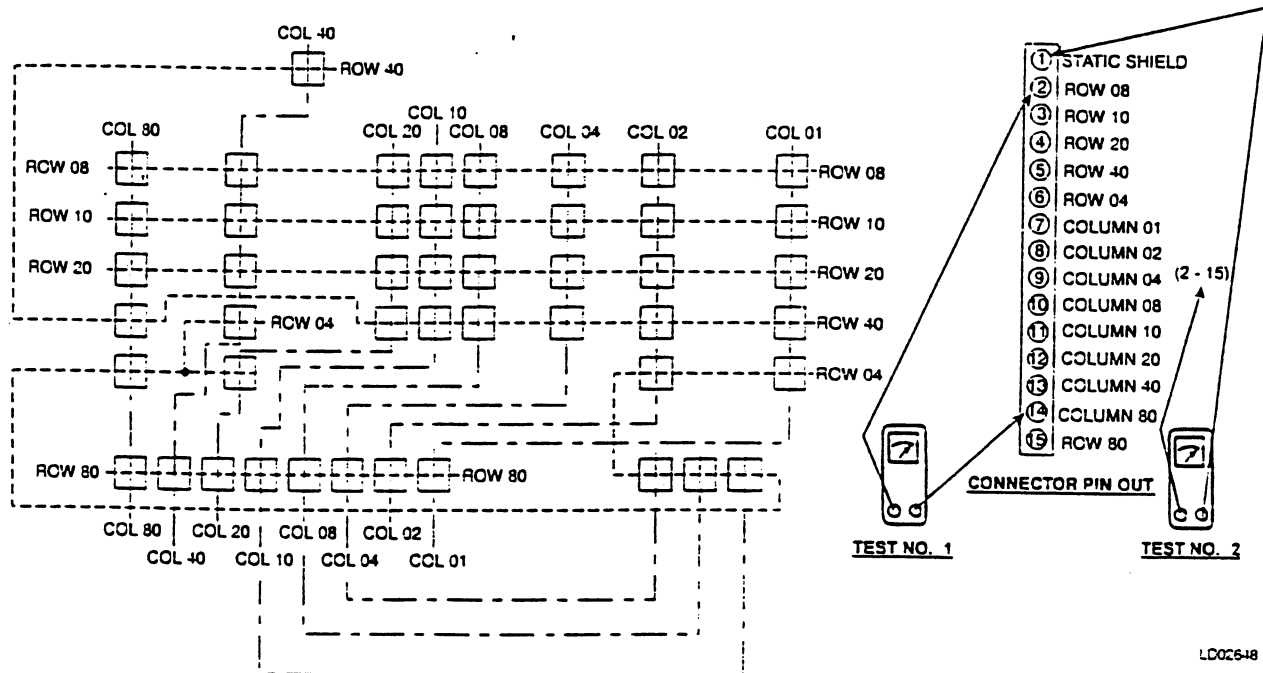 COL 40
ROW 40
COL 10
COL 80
COL 20
COL 08
COL 04
COL 02
COL 01
ROW 08
ROW 08
ROW 10
ROW 10
ROW 20
ROW 20
ROW 04
ROW 40
ROW 04
ROW 80
ROW 80
COL 80
COL 20
COL 08
COL 02
COL 40
COL 10
COL 04
COL 01
1 STATIC SHIELD
2 ROW 08
3 ROW 10
4 ROW 20
5 ROW 40
6 ROW 04
7 COLUMN 01
8 COLUMN 02
9 COLUMN 04
10 COLUMN 08
11 COLUMN 10
12 COLUMN 20
13 COLUMN 40
14 COLUMN 80
15 ROW 80
CONNECTOR PIN OUT
TEST NO. 1
(2 - 15)
TEST NO. 2
LD02648